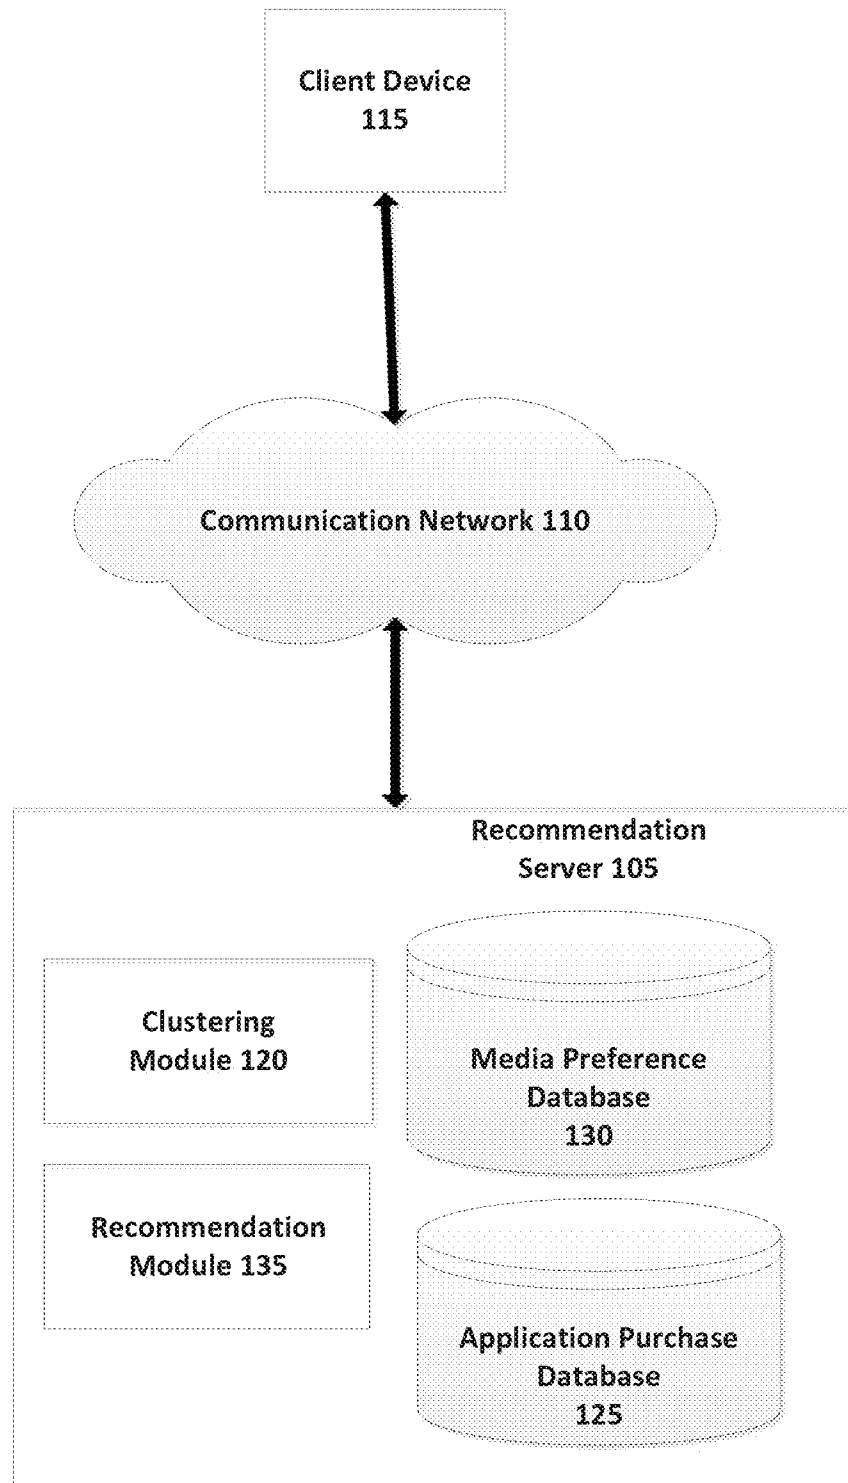 Client Device
115
Communication Network 110
Recommendation
Server 105
Clustering
Module 120
Media Preference
Database
130
Recommendation
Module 135
Application Purchase
Database
125